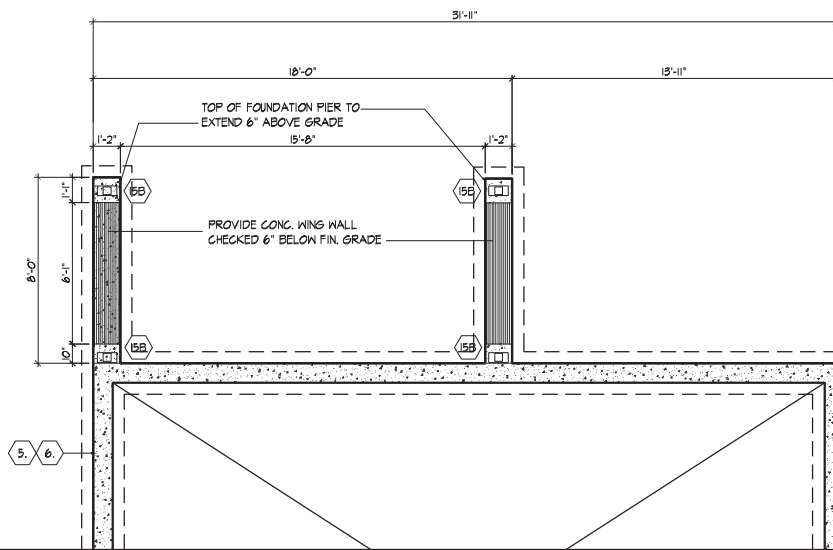 31'-11"
18'-0"
13'-11"
TOP OF FOUNDATION PIER TO
EXTEND 6" ABOVE GRADE
1'-2"
15'-8"
1'-2"
1'-1"
15B
15B
PROVIDE CONC. WING WALL
CHECKED 6" BELOW FIN. GRADE
8'-0"
6'-1"
10"
15B
15B
5.
6.